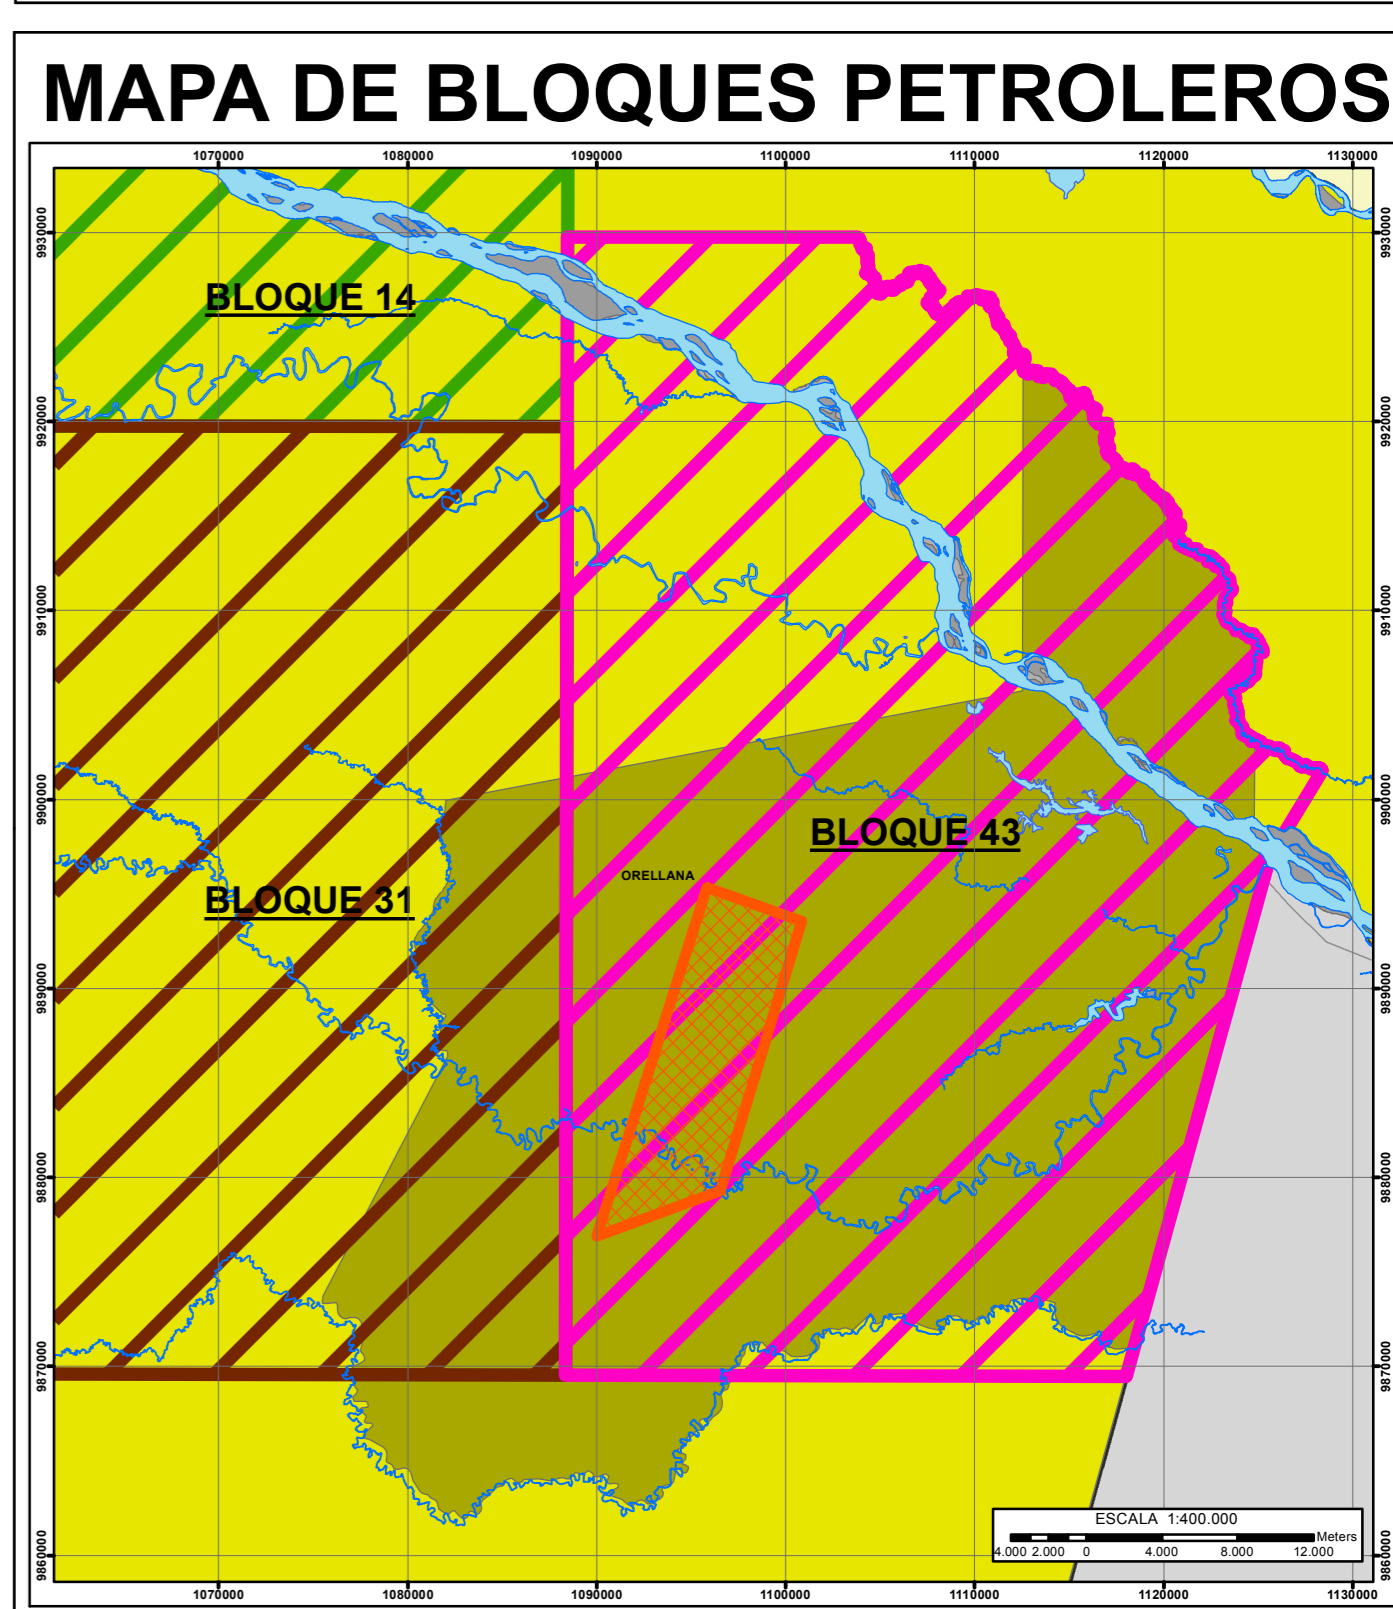 MAPA DE BLOQUES PETROLEROS
1070000 1080000 1090000 1100000 1110000 1120000 1130000
9930000 9930000
BLOQUE 14
9920000 9920000
9910000 9910000
9900000 9900000
BLOQUE 43
ORELLANA
BLOQUE 31
9890000 9890000
9880000 9880000
9870000 9870000
ESCALA 1:400.000
Meters
4.000 2.000 0 4.000 8.000 12.000
9860000 9860000
1070000 1080000 1090000 1100000 1110000 1120000 1130000